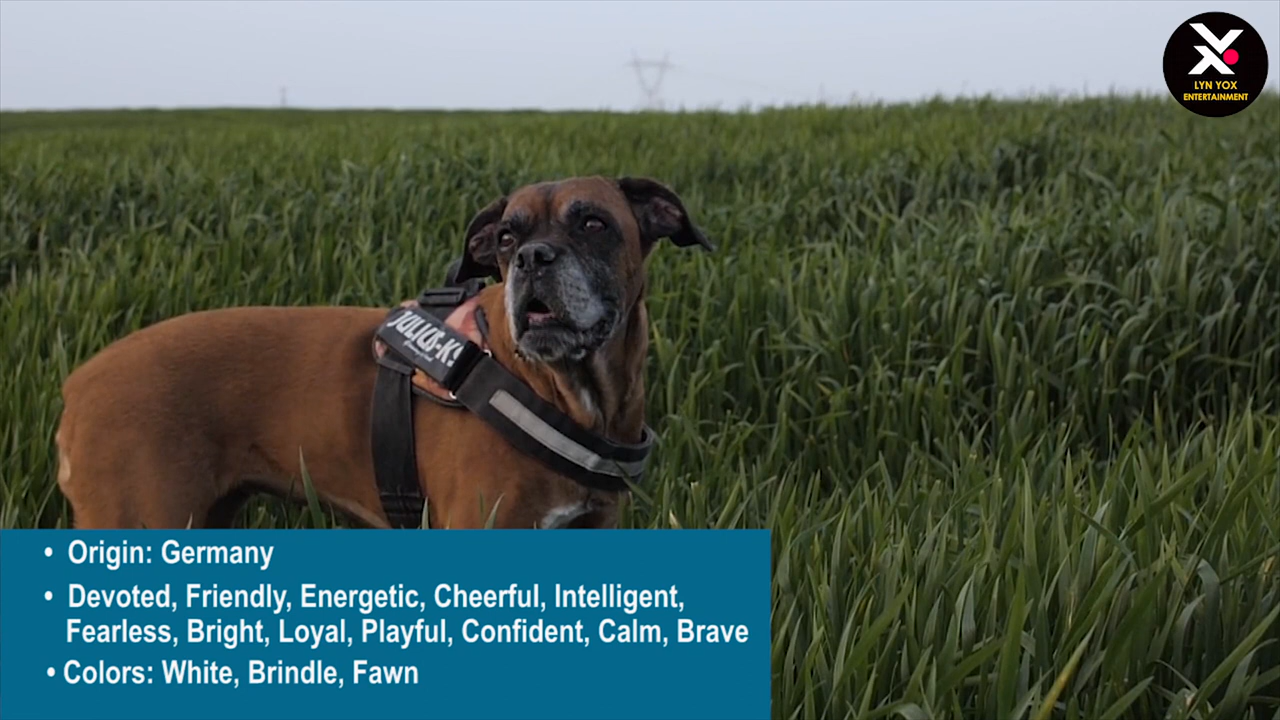 LYN YOX
ENTERTAINMENT
JULIUS-K9
• Origin: Germany
• Devoted, Friendly, Energetic, Cheerful, Intelligent,
Fearless, Bright, Loyal, Playful, Confident, Calm, Brave
• Colors: White, Brindle, Fawn